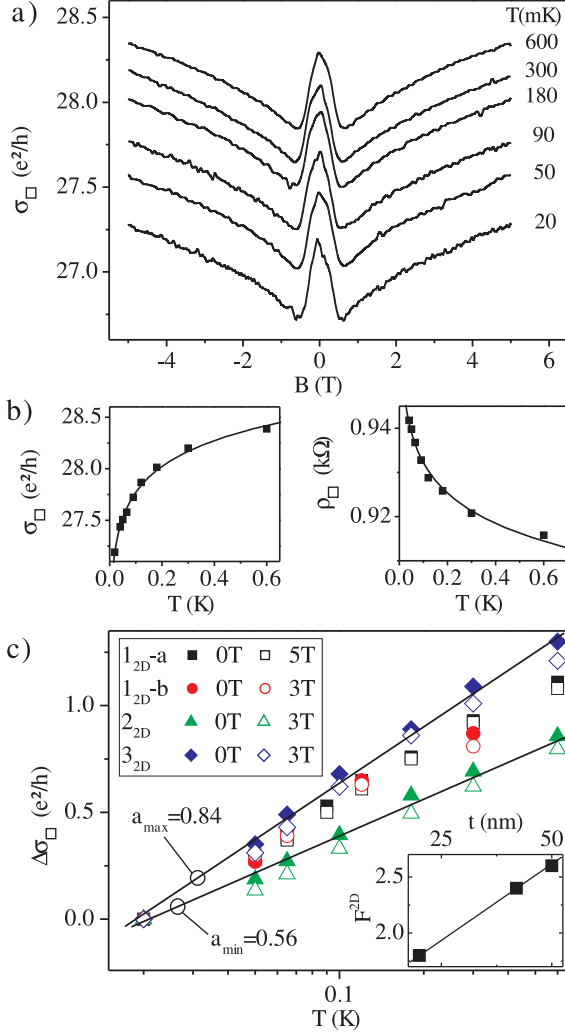 a)
28.5
28.0
27.5
27.0
σ□ (e²/h)
T(mK)
600
300
180
90
50
20
-4 -2 0 2 4 6
B (T)
b)
28.5
28.0
27.5
σ□ (e²/h)
0.0 0.2 0.4 0.6
T (K)
0.94
0.92
ρ□ (kΩ)
0.0 0.2 0.4 0.6
T (K)
c)
1_2D-a 0T 5T
1_2D-b 0T 3T
2_2D 0T 3T
3_2D 0T 3T
1.0
0.5
0.0
Δσ□ (e²/h)
a_max=0.84
a_min=0.56
t (nm)
25 50
2.5
2.0
F^2D
0.1
T (K)